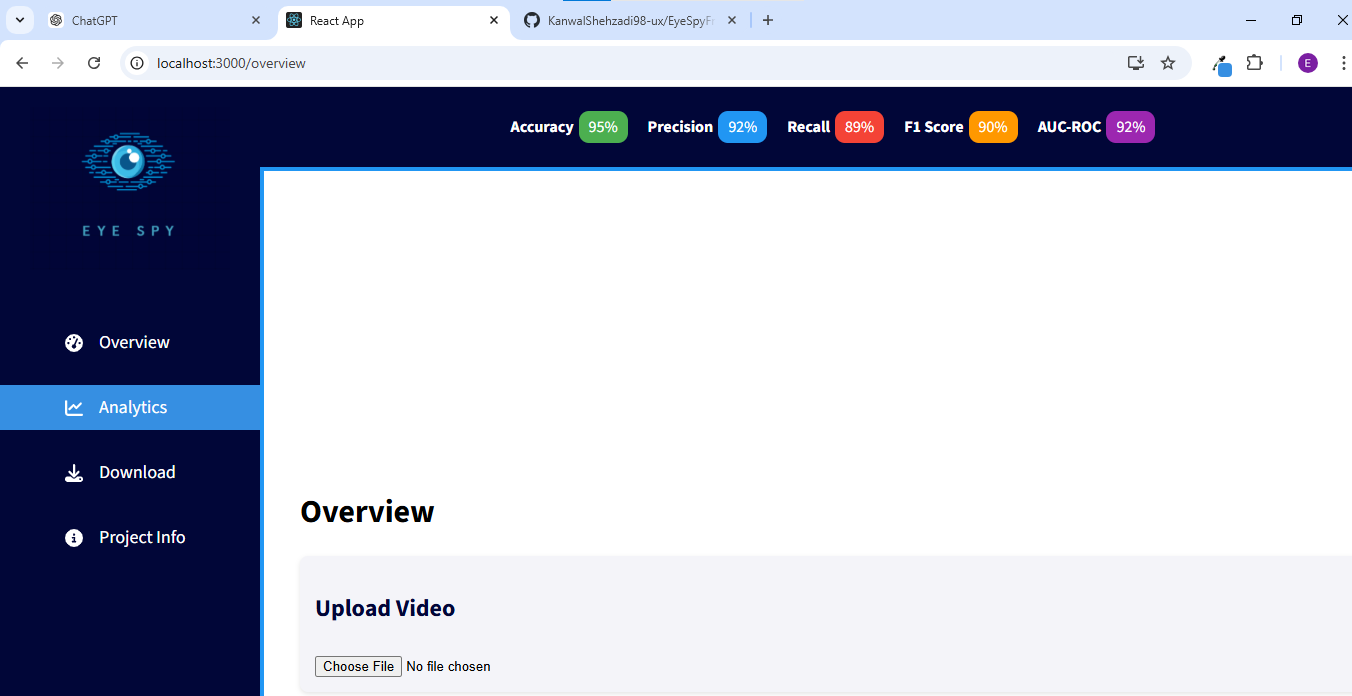 ChatGPT
React App
KanwalShehzadi98-ux/EyeSpyF
localhost:3000/overview
E
Accuracy 95% Precision 92% Recall 89% F1 Score 90% AUC-ROC 92%
EYE SPY
Overview
Analytics
Download
Project Info
Overview
Upload Video
Choose File No file chosen